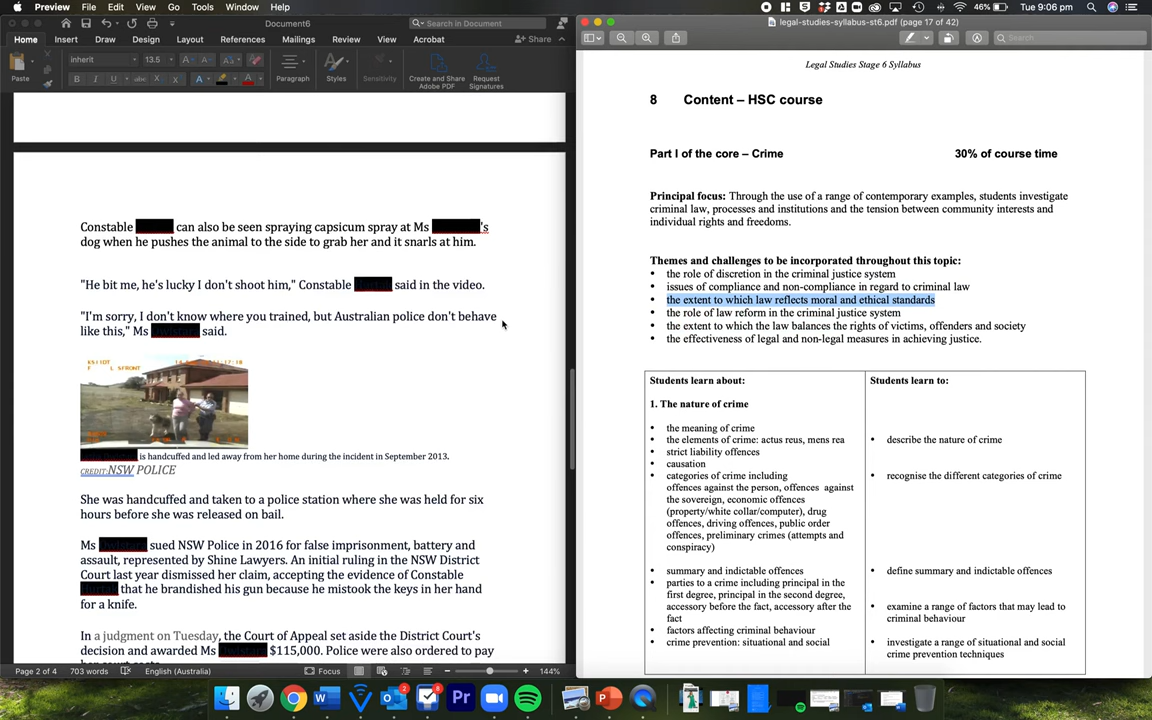 Preview File Edit View Go Tools Window Help
46% Tue 9:06 pm
Document6
Search in Document
legal-studies-syllabus-st6.pdf (page 17 of 42)
Home Insert Draw Design Layout References Mailings Review View Acrobat
Share
Search
Paste
inherit 13.5
Paragraph
Styles
Sensitivity
Create and Share Adobe PDF
Request Signatures
Constable can also be seen spraying capsicum spray at Ms 's
dog when he pushes the animal to the side to grab her and it snarls at him.
"He bit me, he's lucky I don't shoot him," Constable said in the video.
"I'm sorry, I don't know where you trained, but Australian police don't behave
like this," Ms said.
is handcuffed and led away from her home during the incident in September 2013.
CREDIT:NSW POLICE
She was handcuffed and taken to a police station where she was held for six
hours before she was released on bail.
Ms sued NSW Police in 2016 for false imprisonment, battery and
assault, represented by Shine Lawyers. An initial ruling in the NSW District
Court last year dismissed her claim, accepting the evidence of Constable
that he brandished his gun because he mistook the keys in her hand
for a knife.
In a judgment on Tuesday, the Court of Appeal set aside the District Court's
decision and awarded Ms $115,000. Police were also ordered to pay
Page 2 of 4 703 words English (Australia) Focus 144%
Legal Studies Stage 6 Syllabus
8 Content – HSC course
Part I of the core – Crime 30% of course time
Principal focus: Through the use of a range of contemporary examples, students investigate
criminal law, processes and institutions and the tension between community interests and
individual rights and freedoms.
Themes and challenges to be incorporated throughout this topic:
• the role of discretion in the criminal justice system
• issues of compliance and non-compliance in regard to criminal law
• the extent to which law reflects moral and ethical standards
• the role of law reform in the criminal justice system
• the extent to which the law balances the rights of victims, offenders and society
• the effectiveness of legal and non-legal measures in achieving justice.
Students learn about:
1. The nature of crime
• the meaning of crime
• the elements of crime: actus reus, mens rea
• strict liability offences
• causation
• categories of crime including
offences against the person, offences against
the sovereign, economic offences
(property/white collar/computer), drug
offences, driving offences, public order
offences, preliminary crimes (attempts and
conspiracy)
• summary and indictable offences
• parties to a crime including principal in the
first degree, principal in the second degree,
accessory before the fact, accessory after the
fact
• factors affecting criminal behaviour
• crime prevention: situational and social
Students learn to:
• describe the nature of crime
• recognise the different categories of crime
• define summary and indictable offences
• examine a range of factors that may lead to
criminal behaviour
• investigate a range of situational and social
crime prevention techniques